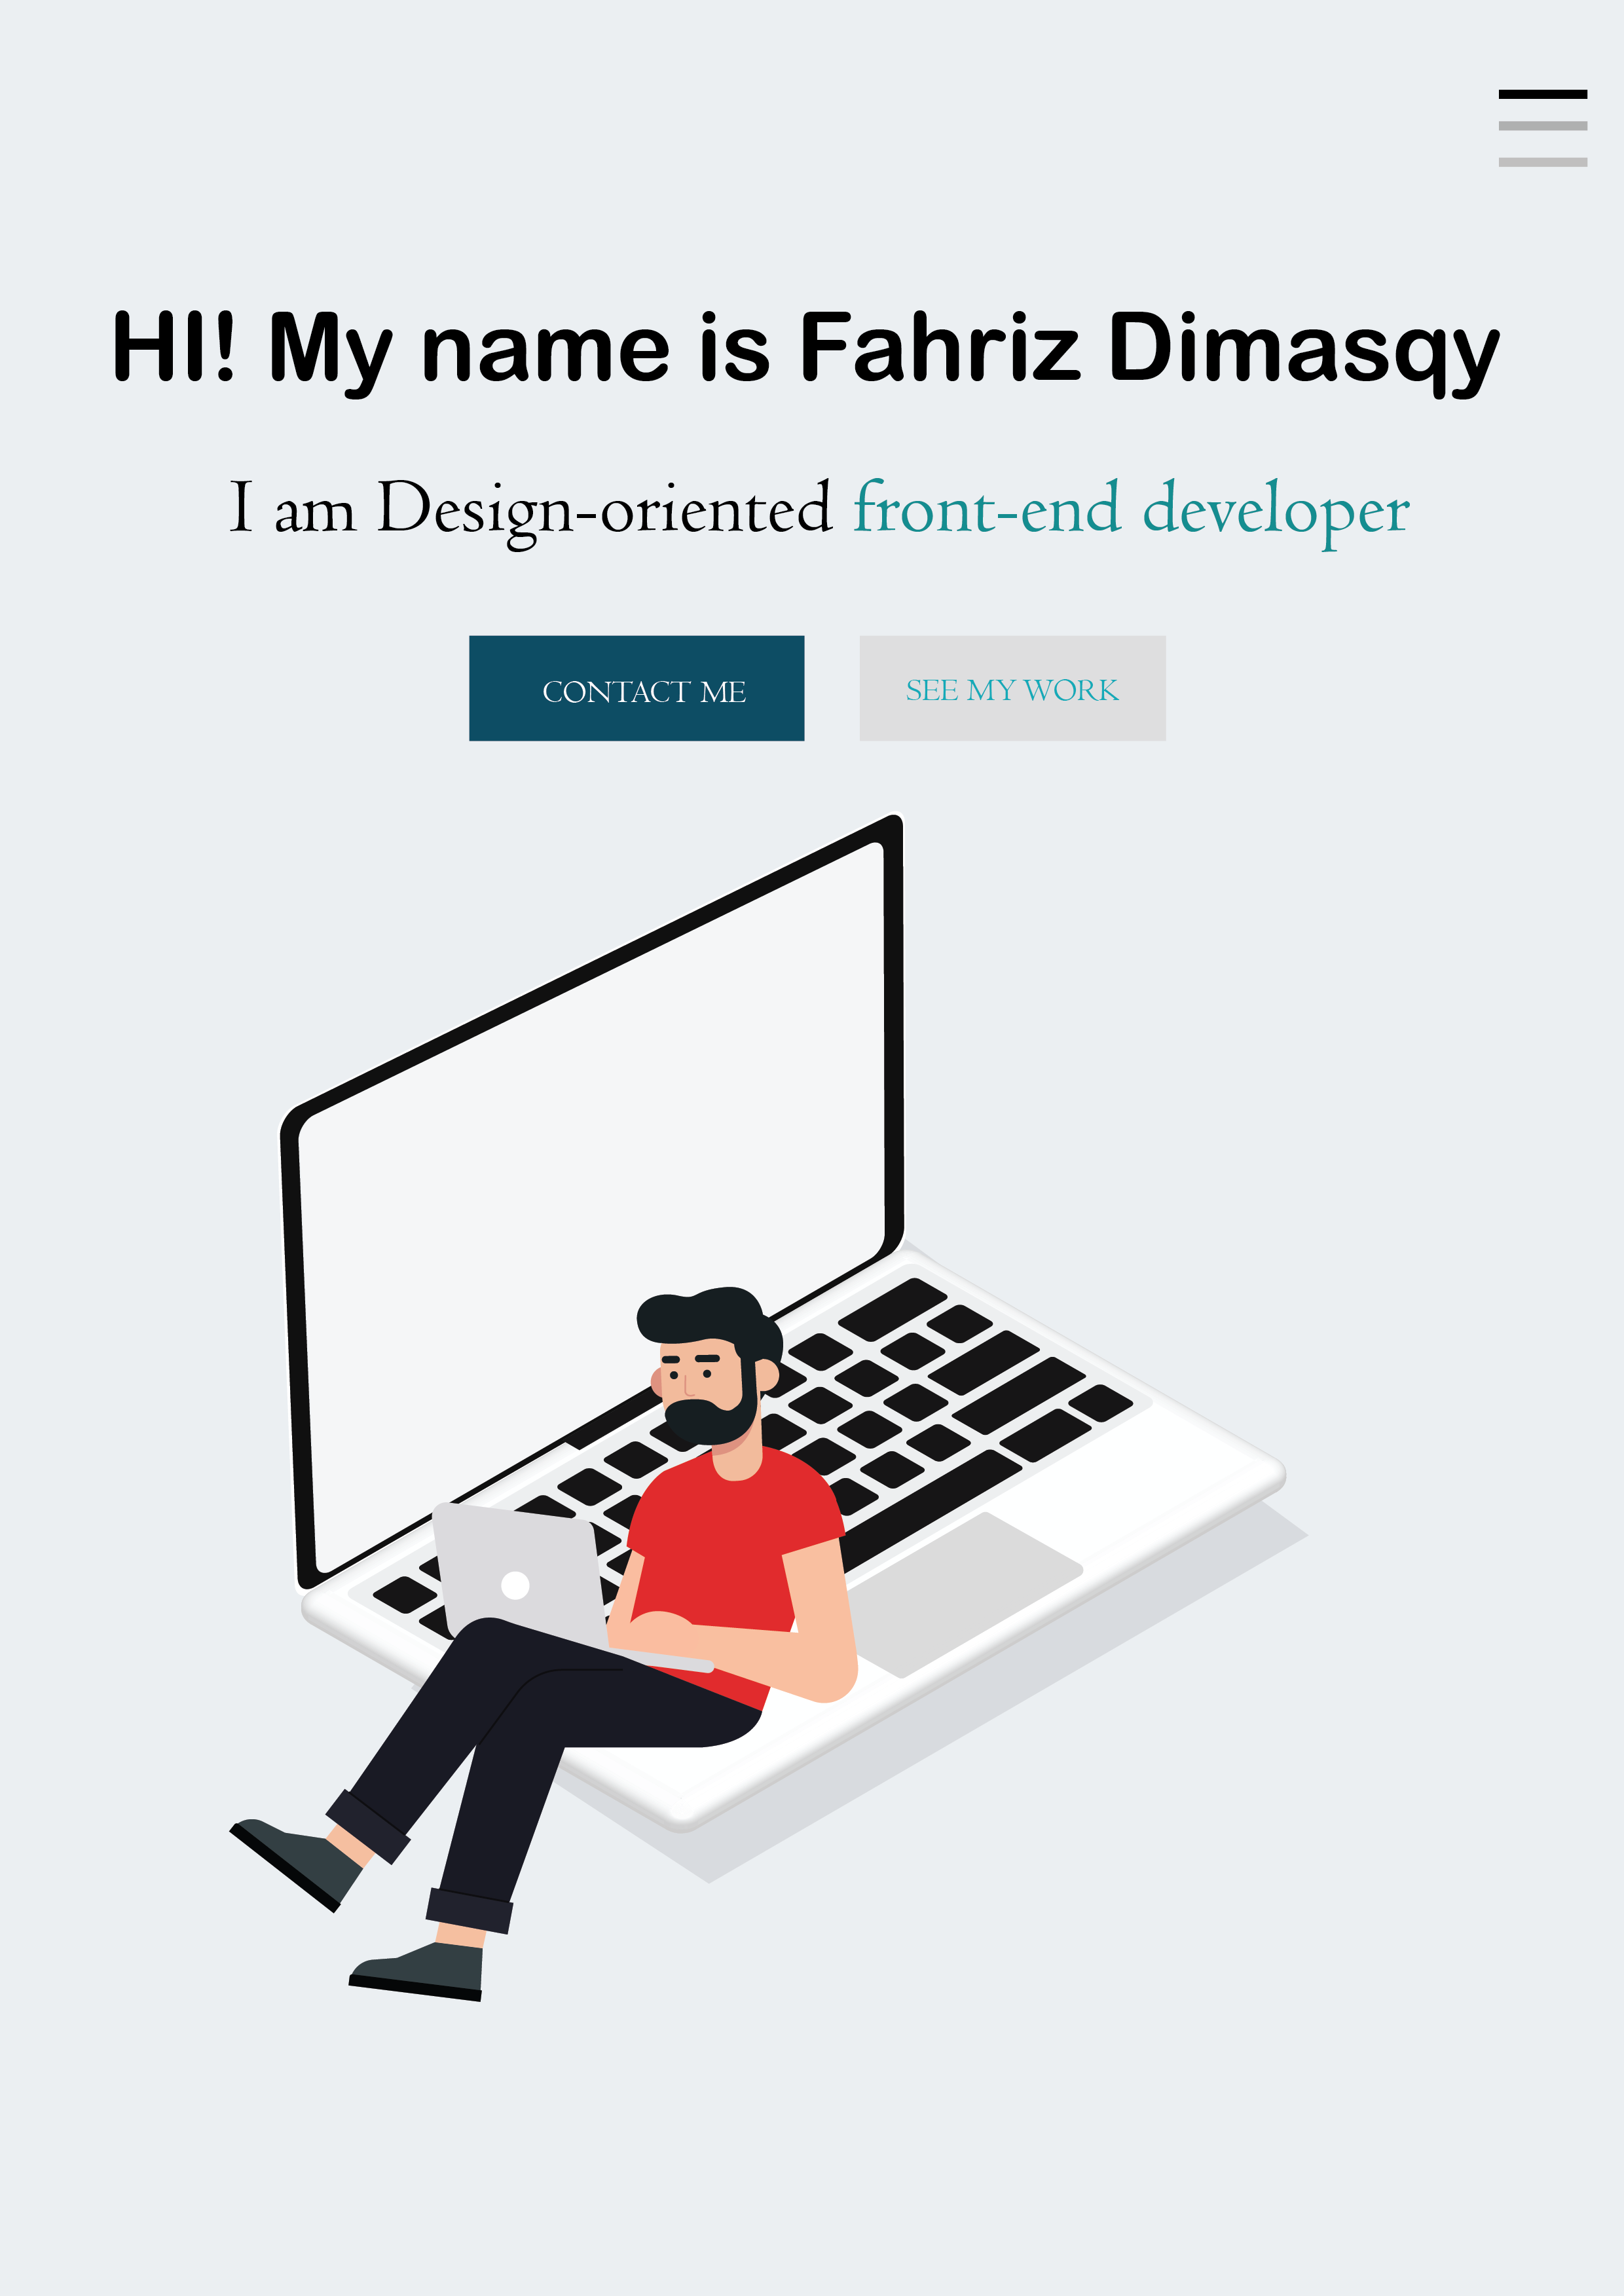 HI! My name is Fahriz Dimasqy
I am Design-oriented front-end developer
CONTACT ME
SEE MY WORK